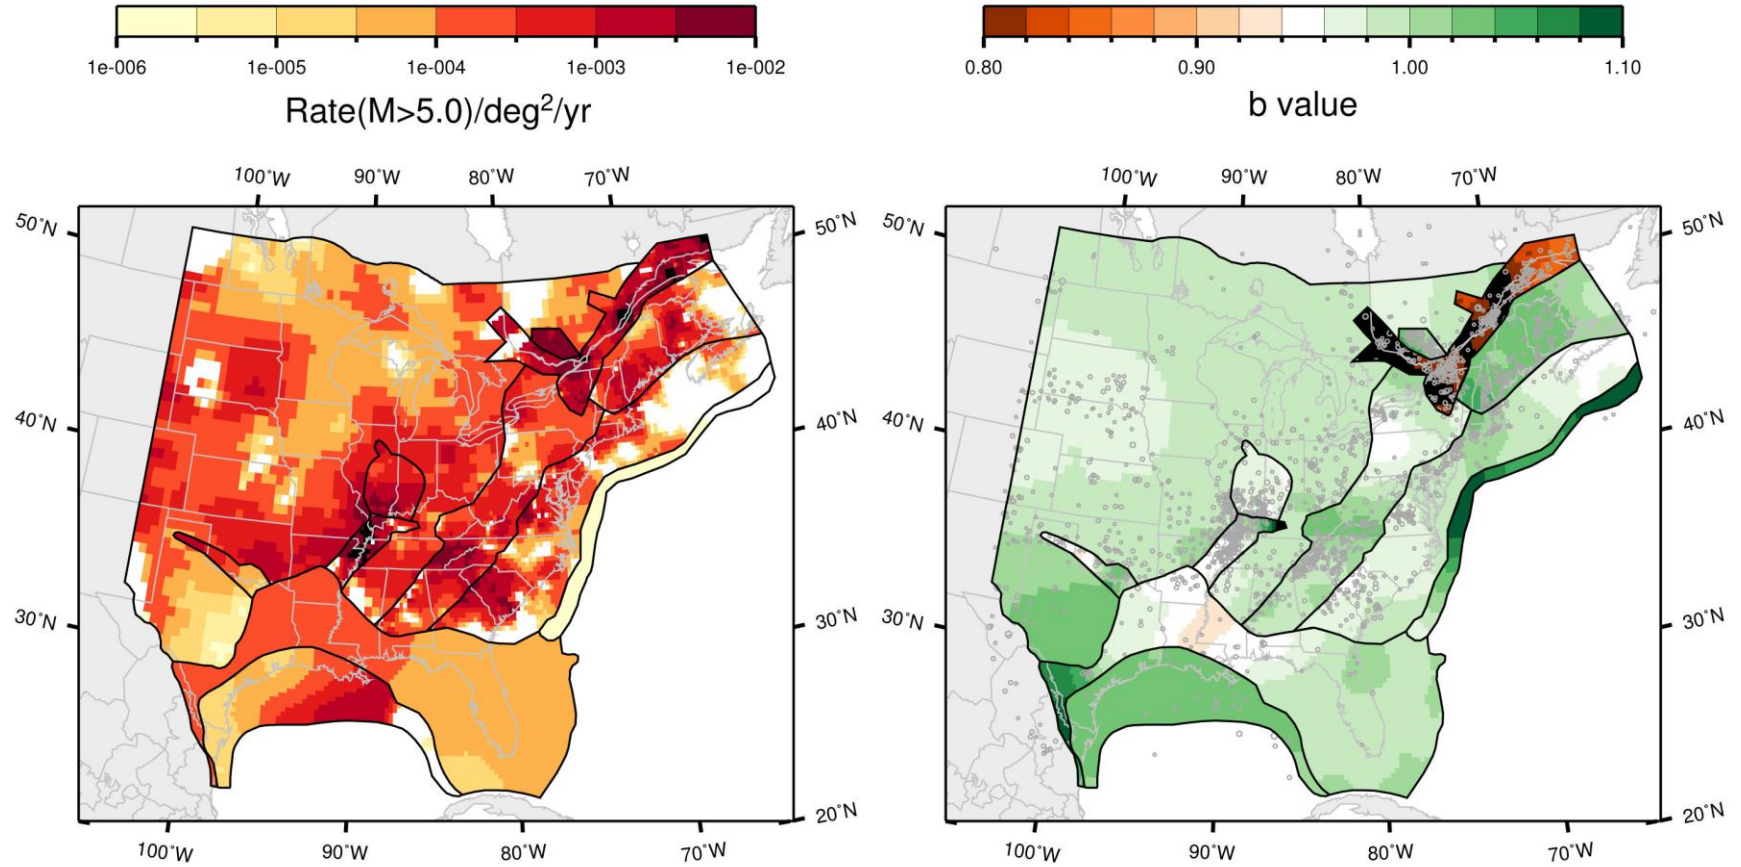 1e-006 1e-005 1e-004 1e-003 1e-002
Rate(M>5.0)/deg²/yr
0.80 0.90 1.00 1.10
b value
100°W 90°W 80°W 70°W
100°W 90°W 80°W 70°W
50°N 50°N 50°N 50°N
40°N 40°N 40°N 40°N
30°N 30°N 30°N 30°N
20°N 20°N
100°W 90°W 80°W 70°W
100°W 90°W 80°W 70°W